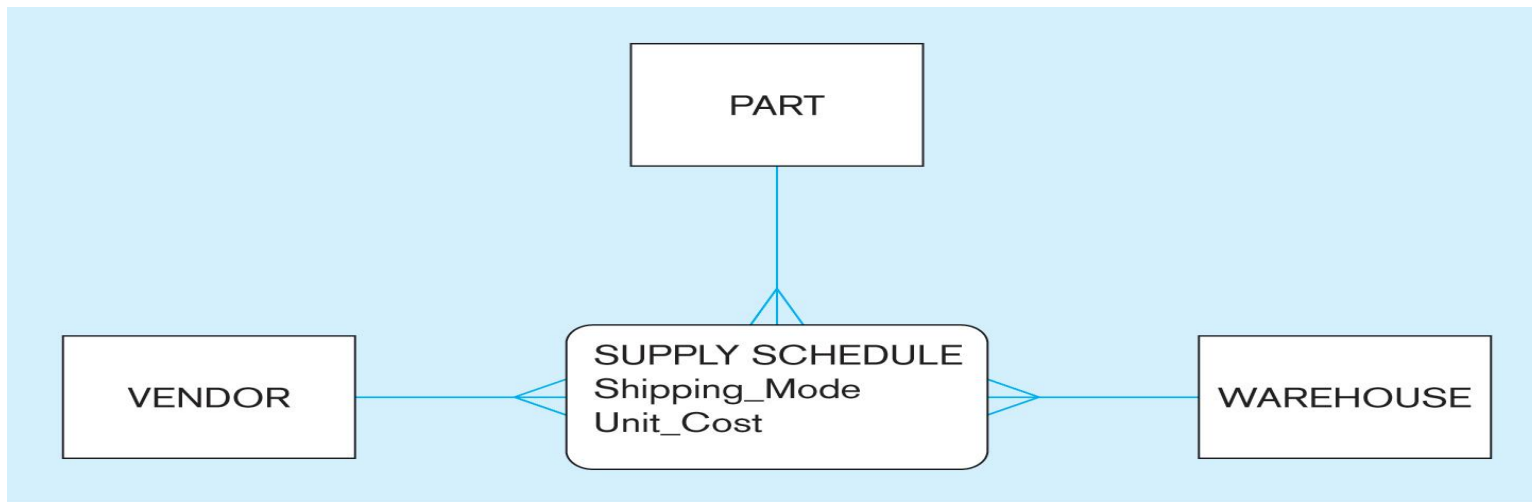 PART
SUPPLY SCHEDULE
Shipping_Mode
Unit_Cost
VENDOR
WAREHOUSE